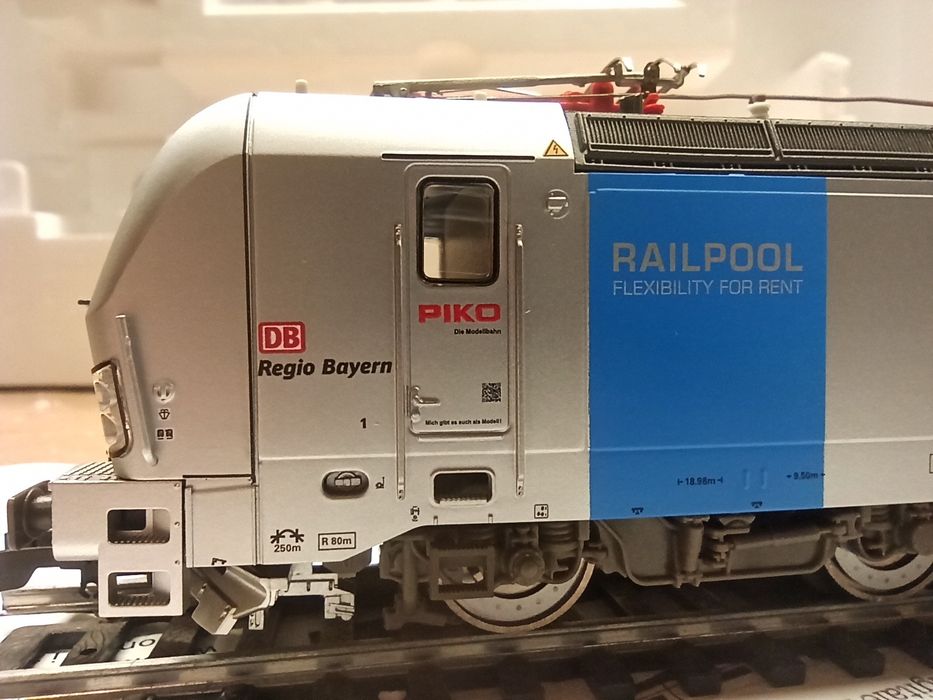 RAILPOOL
FLEXIBILITY FOR RENT
PIKO
Die Modellbahn
DB
Regio Bayern
Mich gibt es auch als Modell!
1
18.98m
9,50m
250m
R 80m